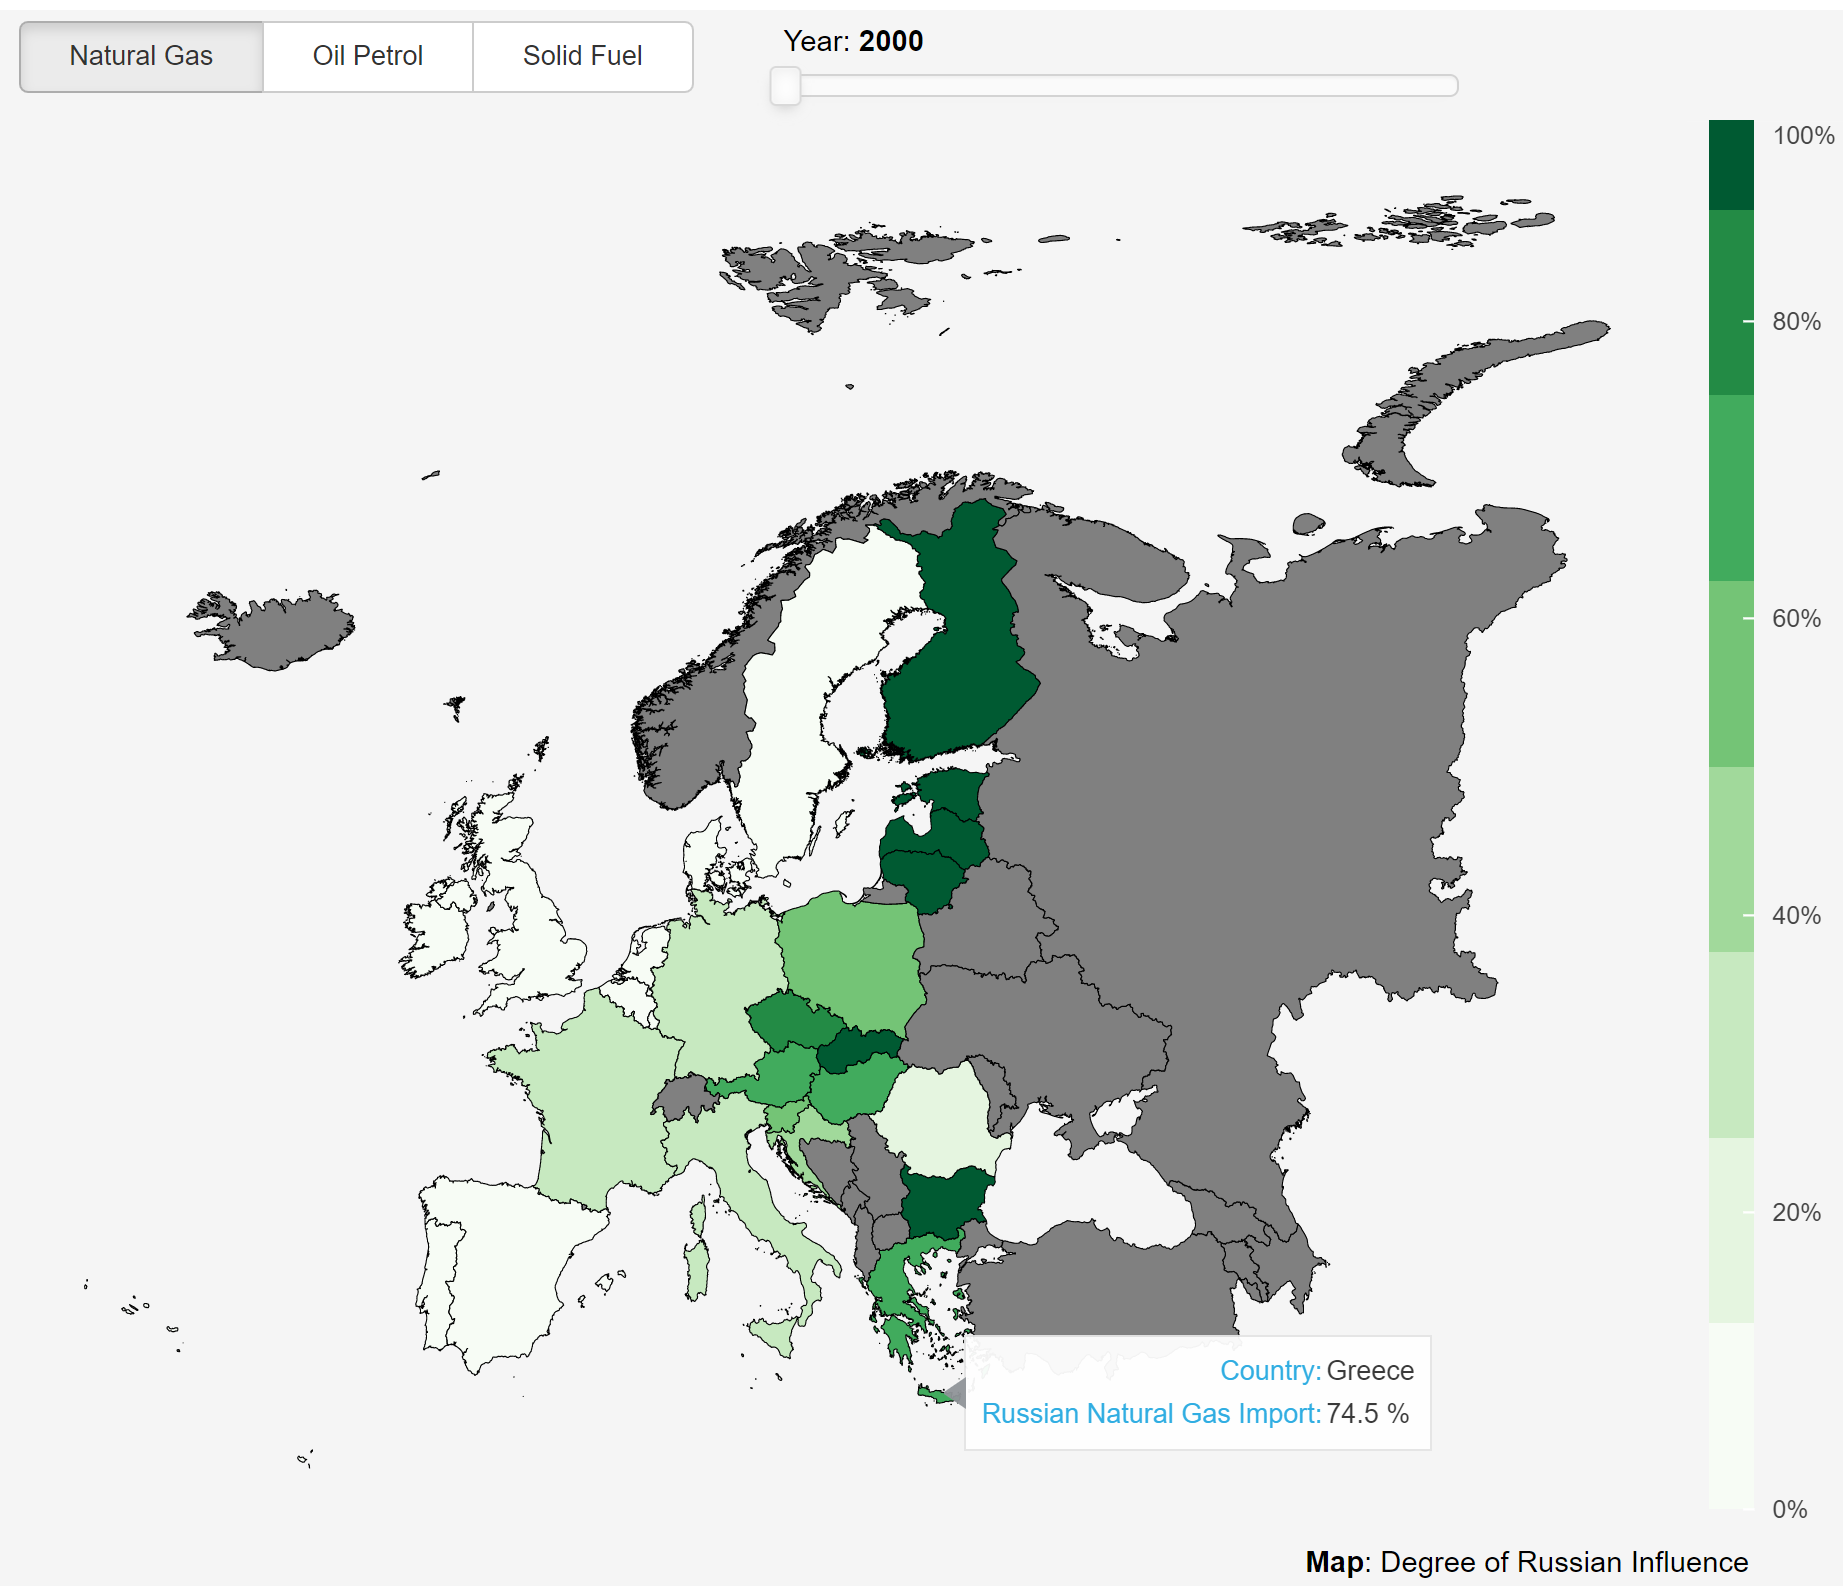 Natural Gas Oil Petrol Solid Fuel
Year: 2000
100%
80%
60%
40%
20%
0%
Country: Greece
Russian Natural Gas Import: 74.5 %
Map: Degree of Russian Influence